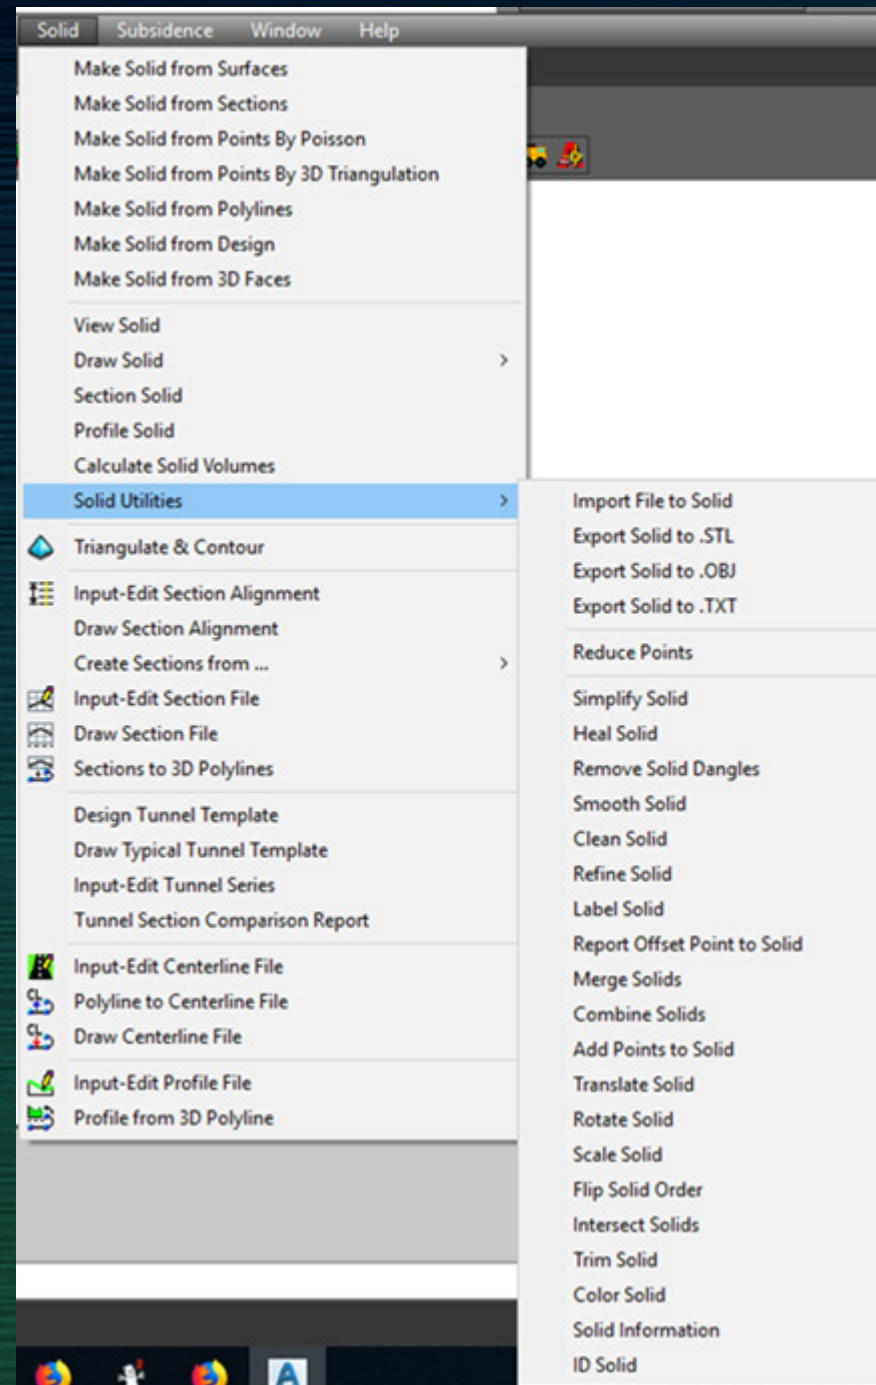 Solid Subsidence Window Help
Make Solid from Surfaces
Make Solid from Sections
Make Solid from Points By Poisson
Make Solid from Points By 3D Triangulation
Make Solid from Polylines
Make Solid from Design
Make Solid from 3D Faces
View Solid
Draw Solid
Section Solid
Profile Solid
Calculate Solid Volumes
Solid Utilities
Triangulate & Contour
Input-Edit Section Alignment
Draw Section Alignment
Create Sections from ...
Input-Edit Section File
Draw Section File
Sections to 3D Polylines
Design Tunnel Template
Draw Typical Tunnel Template
Input-Edit Tunnel Series
Tunnel Section Comparison Report
Input-Edit Centerline File
Polyline to Centerline File
Draw Centerline File
Input-Edit Profile File
Profile from 3D Polyline
Import File to Solid
Export Solid to .STL
Export Solid to .OBJ
Export Solid to .TXT
Reduce Points
Simplify Solid
Heal Solid
Remove Solid Dangles
Smooth Solid
Clean Solid
Refine Solid
Label Solid
Report Offset Point to Solid
Merge Solids
Combine Solids
Add Points to Solid
Translate Solid
Rotate Solid
Scale Solid
Flip Solid Order
Intersect Solids
Trim Solid
Color Solid
Solid Information
ID Solid
A